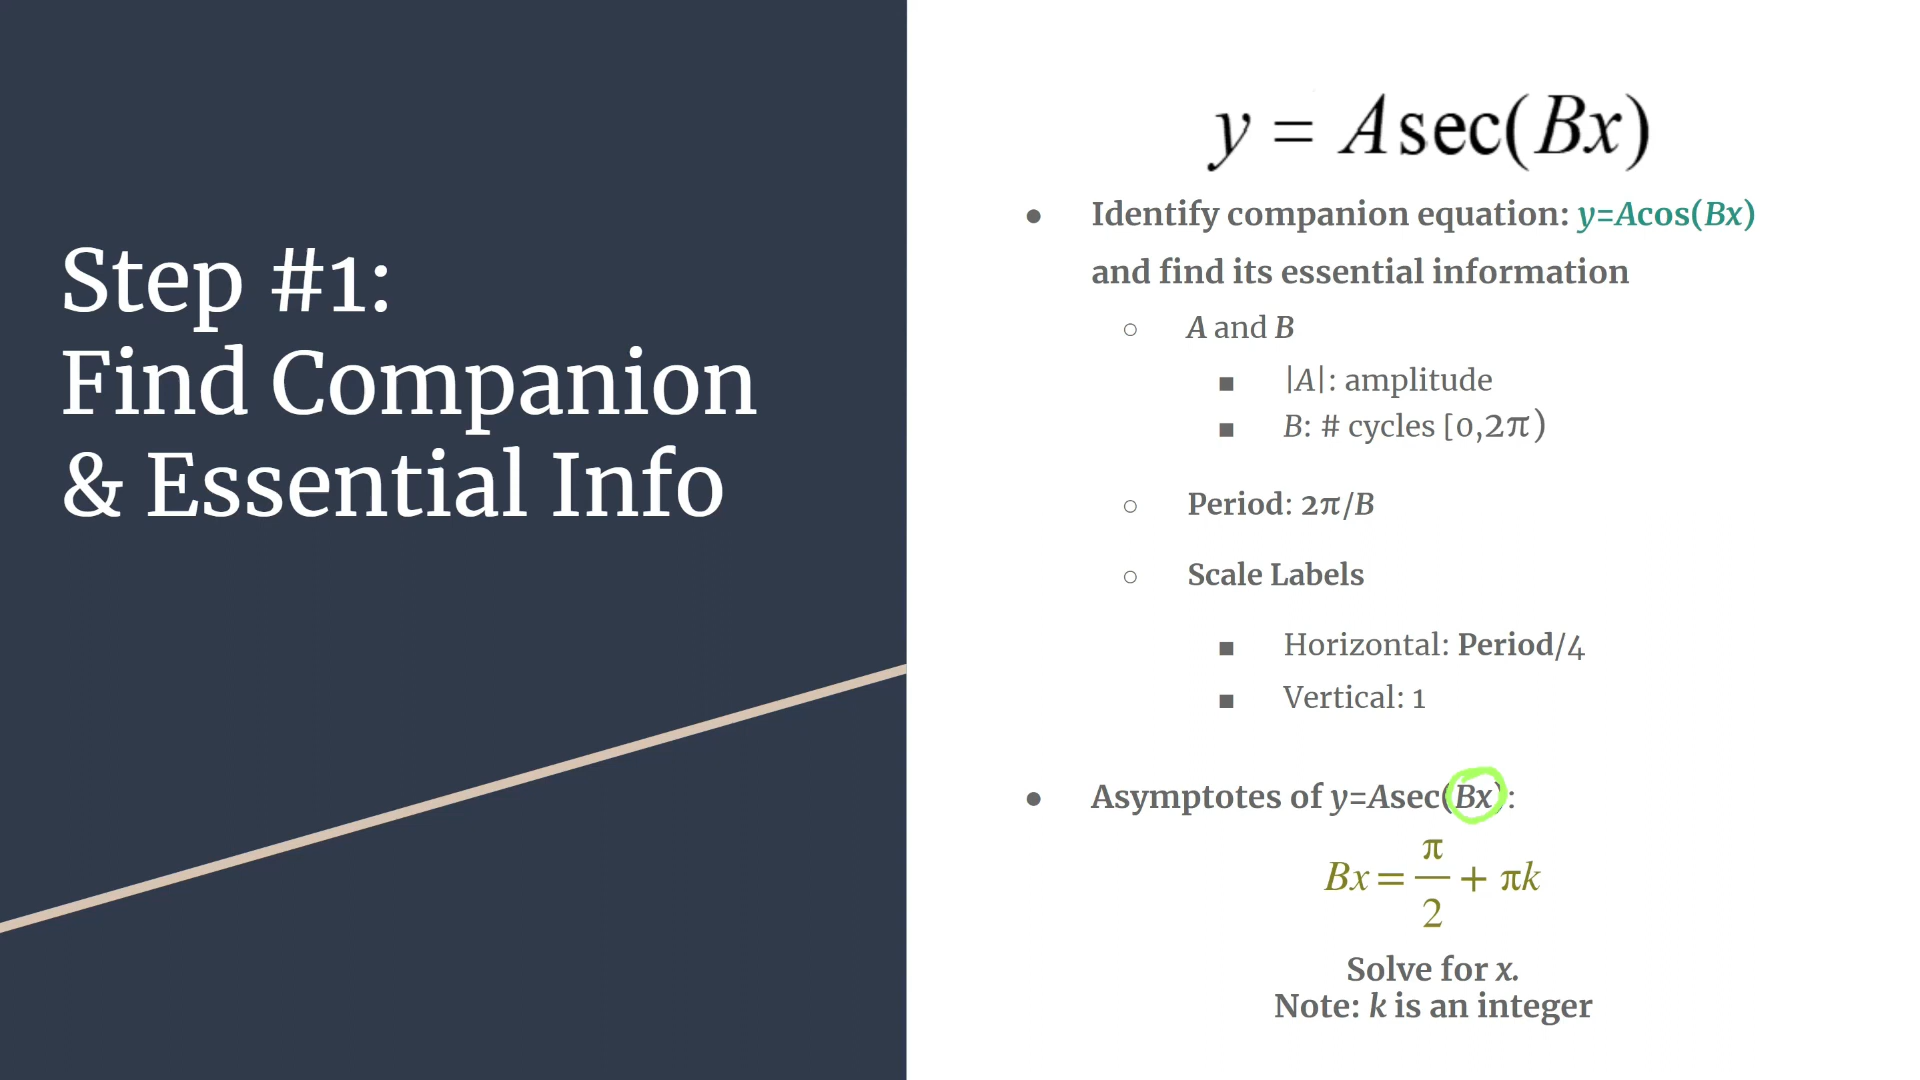 Step #1:
Find Companion
& Essential Info
y = A sec(Bx)
● Identify companion equation: y=Acos(Bx)
and find its essential information
○ A and B
■ |A|: amplitude
■ B: # cycles [0,2π)
○ Period: 2π/B
○ Scale Labels
■ Horizontal: Period/4
■ Vertical: 1
● Asymptotes of y=Asec(Bx):
Bx = π/2 + πk
Solve for x.
Note: k is an integer